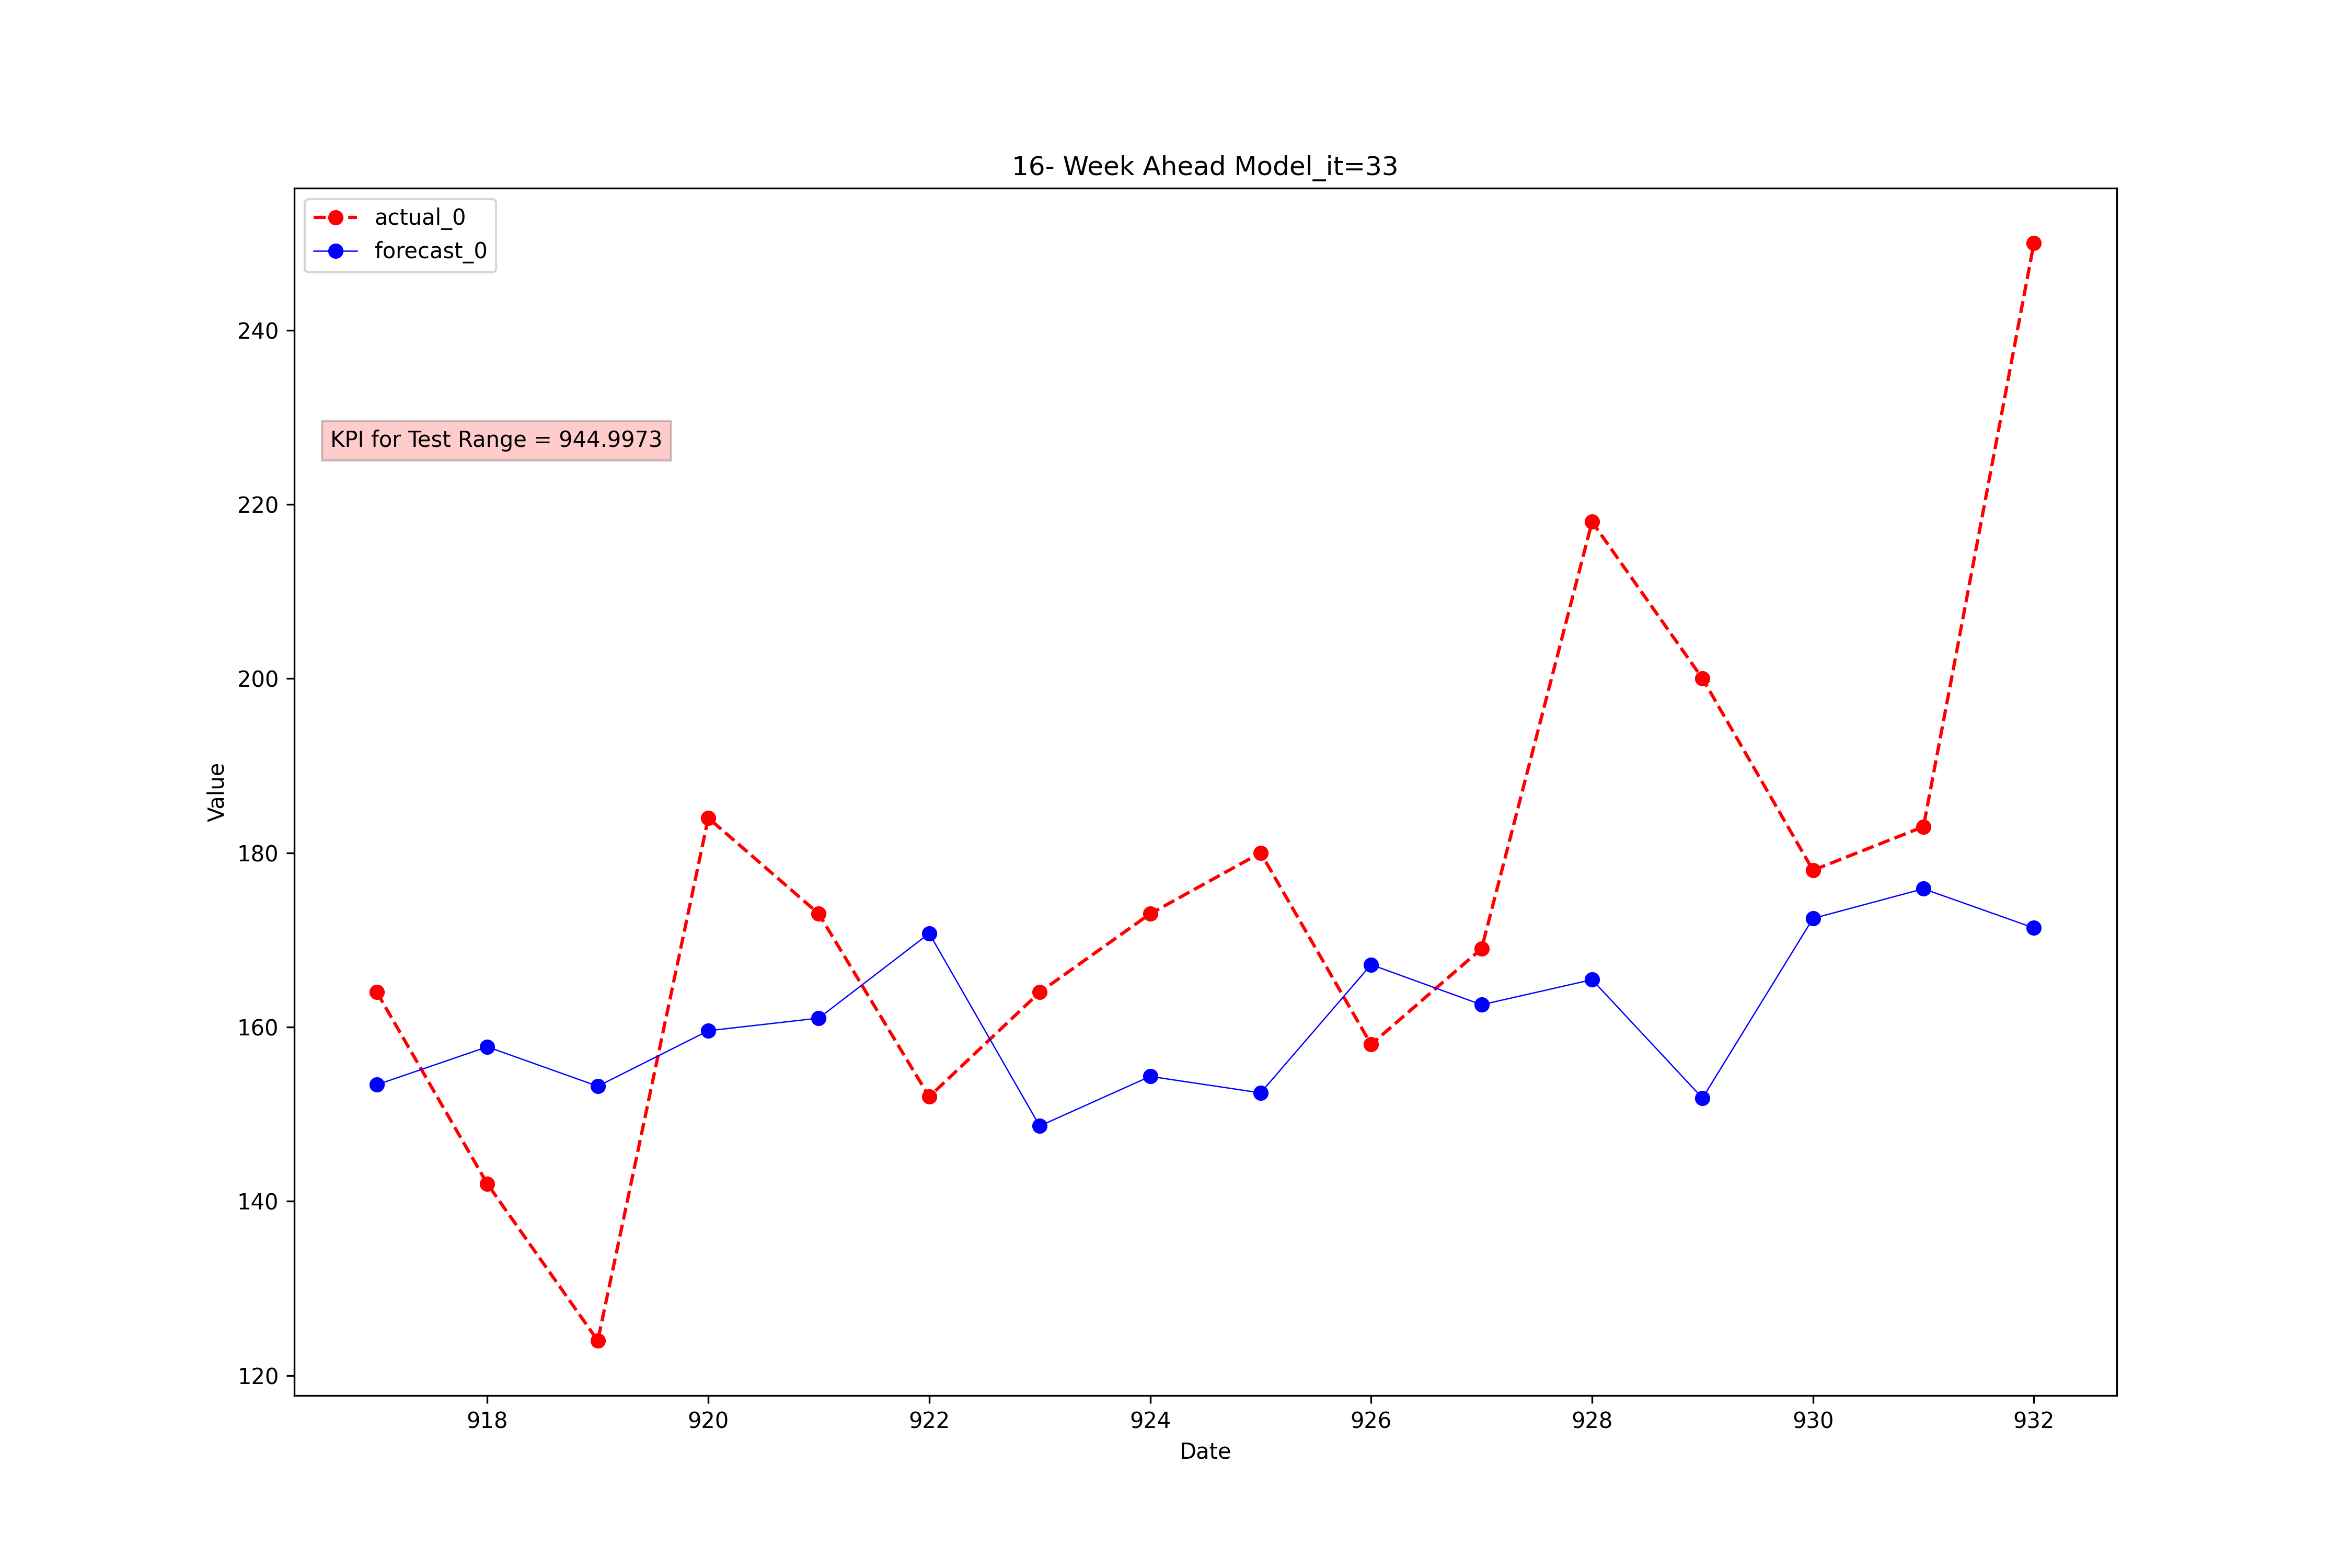 16- Week Ahead Model_it=33
actual_0
forecast_0
KPI for Test Range = 944.9973
Value
240
220
200
180
160
140
120
918 920 922 924 926 928 930 932
Date